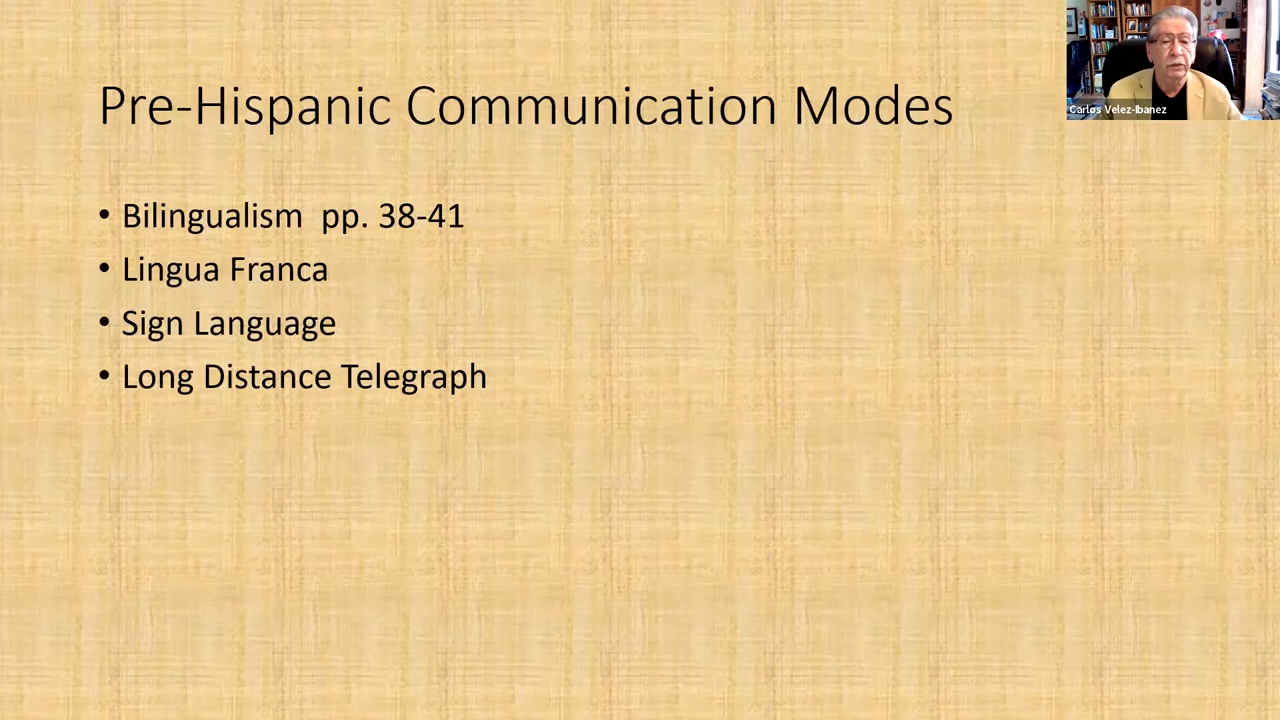 Pre-Hispanic Communication Modes
Carlos Velez-Ibanez
• Bilingualism pp. 38-41
• Lingua Franca
• Sign Language
• Long Distance Telegraph